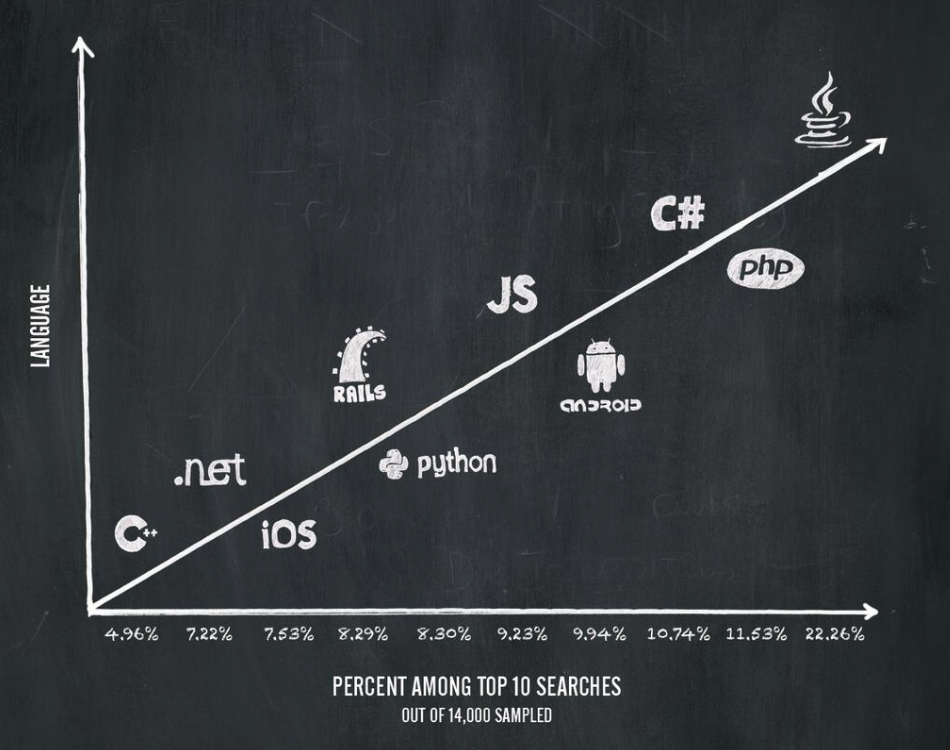 C#
php
JS
LANGUAGE
RAILS
ANDROID
.net
python
C++
iOS
4.96% 7.22% 7.53% 8.29% 8.30% 9.23% 9.94% 10.74% 11.53% 22.26%
PERCENT AMONG TOP 10 SEARCHES
OUT OF 14,000 SAMPLED